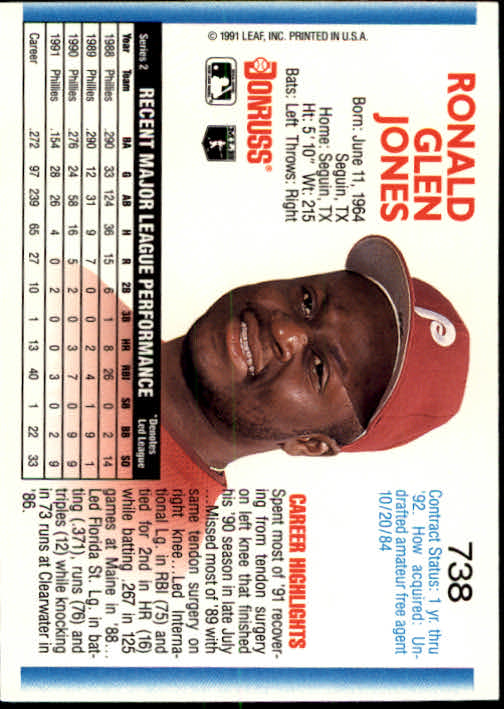 738
RONALD
GLEN
JONES
Contract Status: 1 yr. thru
'92. How acquired: Un-
drafted amateur free agent
10/20/84
Born: June 11, 1964
Seguin, TX
Home: Seguin, TX
Ht: 5'10" Wt: 215
Bats: Left Throws: Right
DONRUSS®
© 1991 LEAF, INC. PRINTED IN U.S.A.
P
CAREER HIGHLIGHTS
Spent most of '91 recover-
ing from tendon surgery
on left knee that finished
his '90 season in late July
...Missed most of '89 with
same tendon surgery on
right knee...Led Interna-
tional Lg. in RBI (75) and
tied for 2nd in HR (16)
while batting .267 in 125
games at Maine in '88...
Led Florida St. Lg. in bat-
ting (.371), runs (76) and
triples (12) while knocking
in 73 runs at Clearwater in
'86.
Series 2 RECENT MAJOR LEAGUE PERFORMANCE *Denotes Led League
Year Team BA G AB H R 2B 3B HR RBI SB BB SO
1988 Phillies .290 33 124 36 15 6 1 8 26 0 2 14
1989 Phillies .290 12 31 9 7 0 0 2 4 1 9 1
1990 Phillies .276 24 58 16 5 2 0 3 7 0 9 9
1991 Phillies .154 28 26 4 0 2 0 0 3 0 2 9
Career .272 97 239 65 27 10 1 13 40 1 22 33